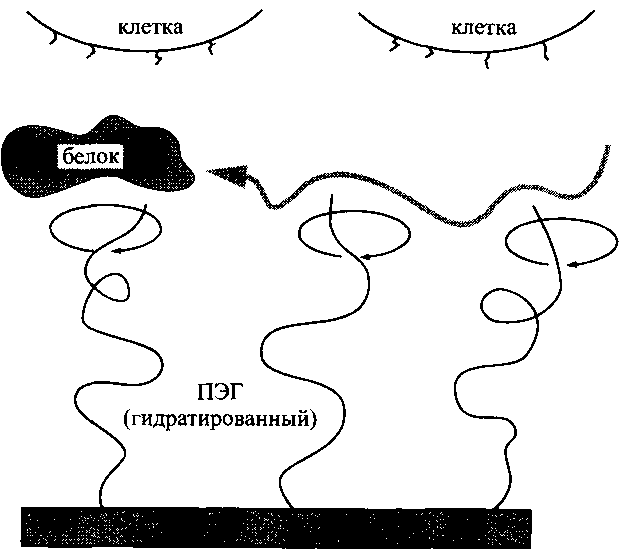 клетка
клетка
белок
ПЭГ
(гидратированный)